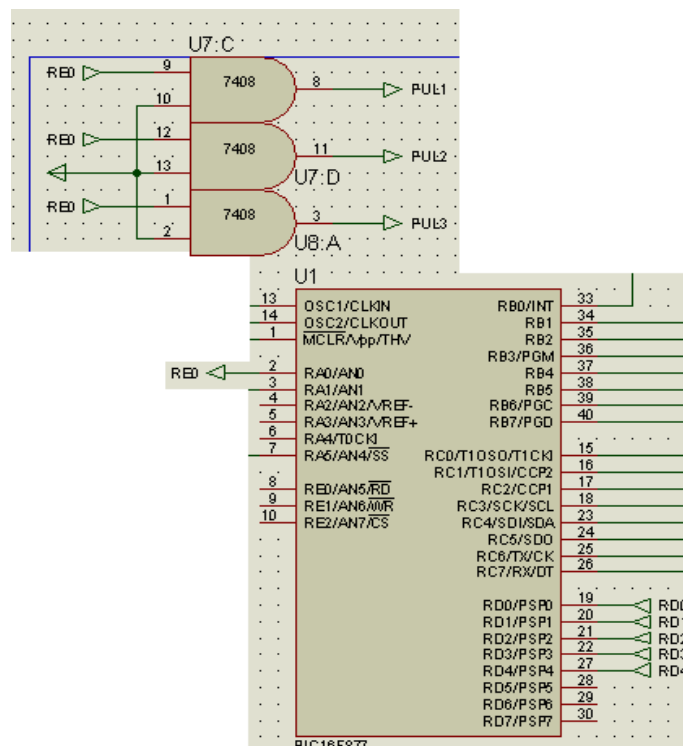 U7:C
RE0 9 7408 8 PUL1
10
RE0 12 7408 11 PUL2
13 U7:D
RE0 1 7408 3 PUL3
2 U8:A
U1
13 OSC1/CLKIN RB0/INT 33
14 OSC2/CLKOUT RB1 34
1 MCLR/Vpp/THV RB2 35
RB3/PGM 36
RE0 2 RA0/AN0 RB4 37
3 RA1/AN1 RB5 38
4 RA2/AN2/VREF- RB6/PGC 39
5 RA3/AN3/VREF+ RB7/PGD 40
6 RA4/T0CKI
7 RA5/AN4/SS RC0/T1OSO/T1CKI 15
RC1/T1OSI/CCP2 16
8 RE0/AN5/RD RC2/CCP1 17
9 RE1/AN6/WR RC3/SCK/SCL 18
10 RE2/AN7/CS RC4/SDI/SDA 23
RC5/SDO 24
RC6/TX/CK 25
RC7/RX/DT 26
RD0/PSP0 19 RD0
RD1/PSP1 20 RD1
RD2/PSP2 21 RD2
RD3/PSP3 22 RD3
RD4/PSP4 27 RD4
RD5/PSP5 28
RD6/PSP6 29
RD7/PSP7 30
PIC16F877